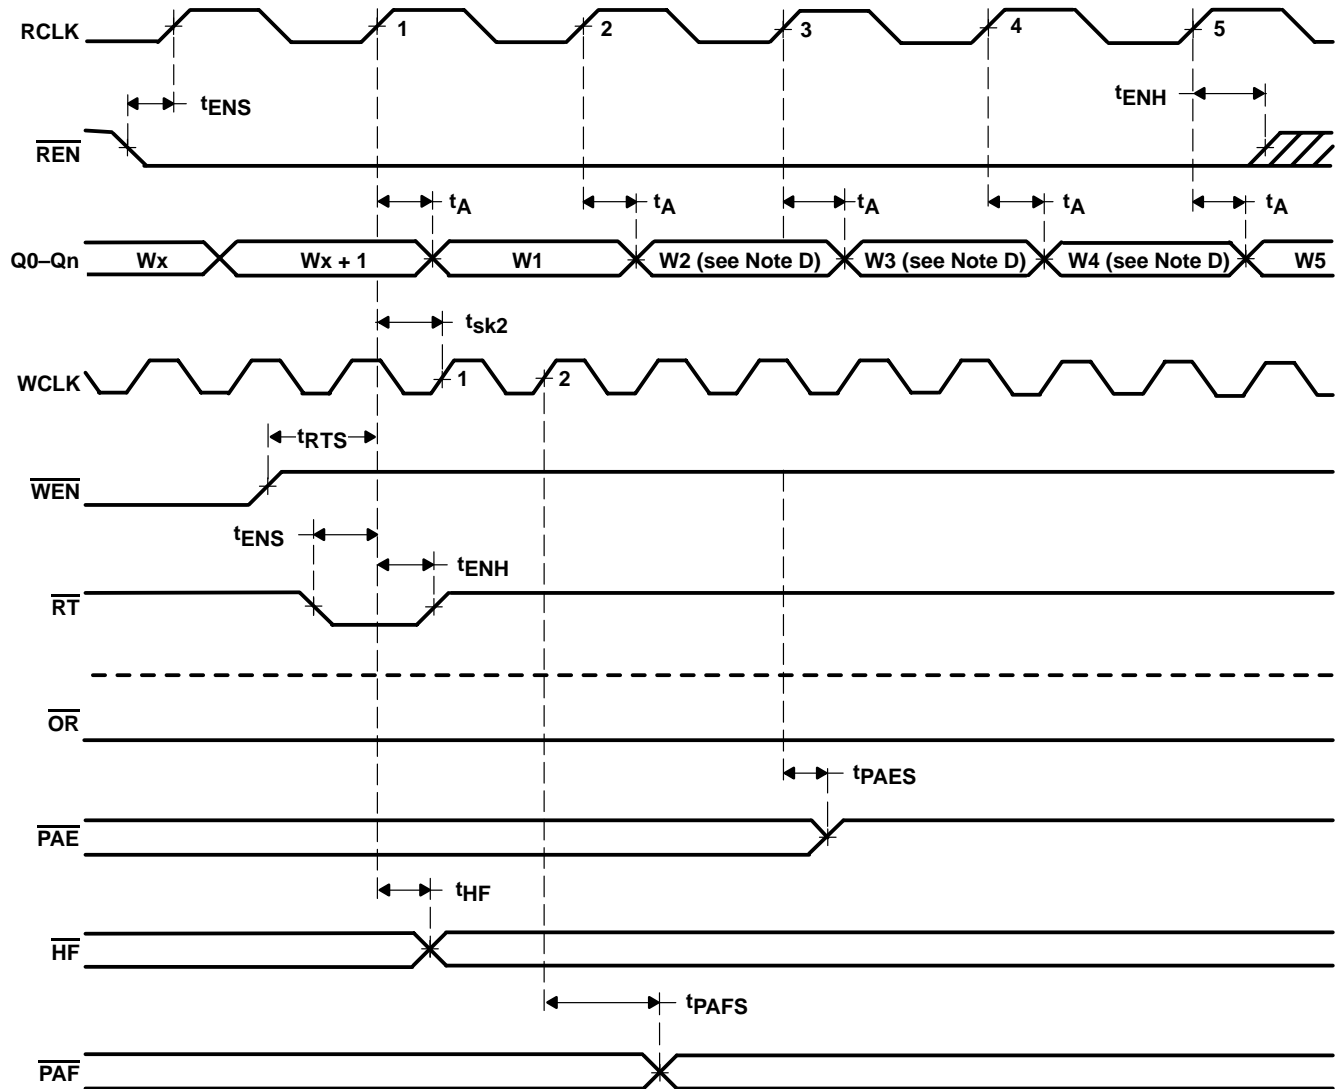 RCLK 1 2 3 4 5
tENS tENH
REN
tA tA tA tA tA
Q0–Qn Wx Wx + 1 W1 W2 (see Note D) W3 (see Note D) W4 (see Note D) W5
tsk2
WCLK 1 2
tRTS
WEN
tENS
tENH
RT
OR
tPAES
PAE
tHF
HF
tPAFS
PAF